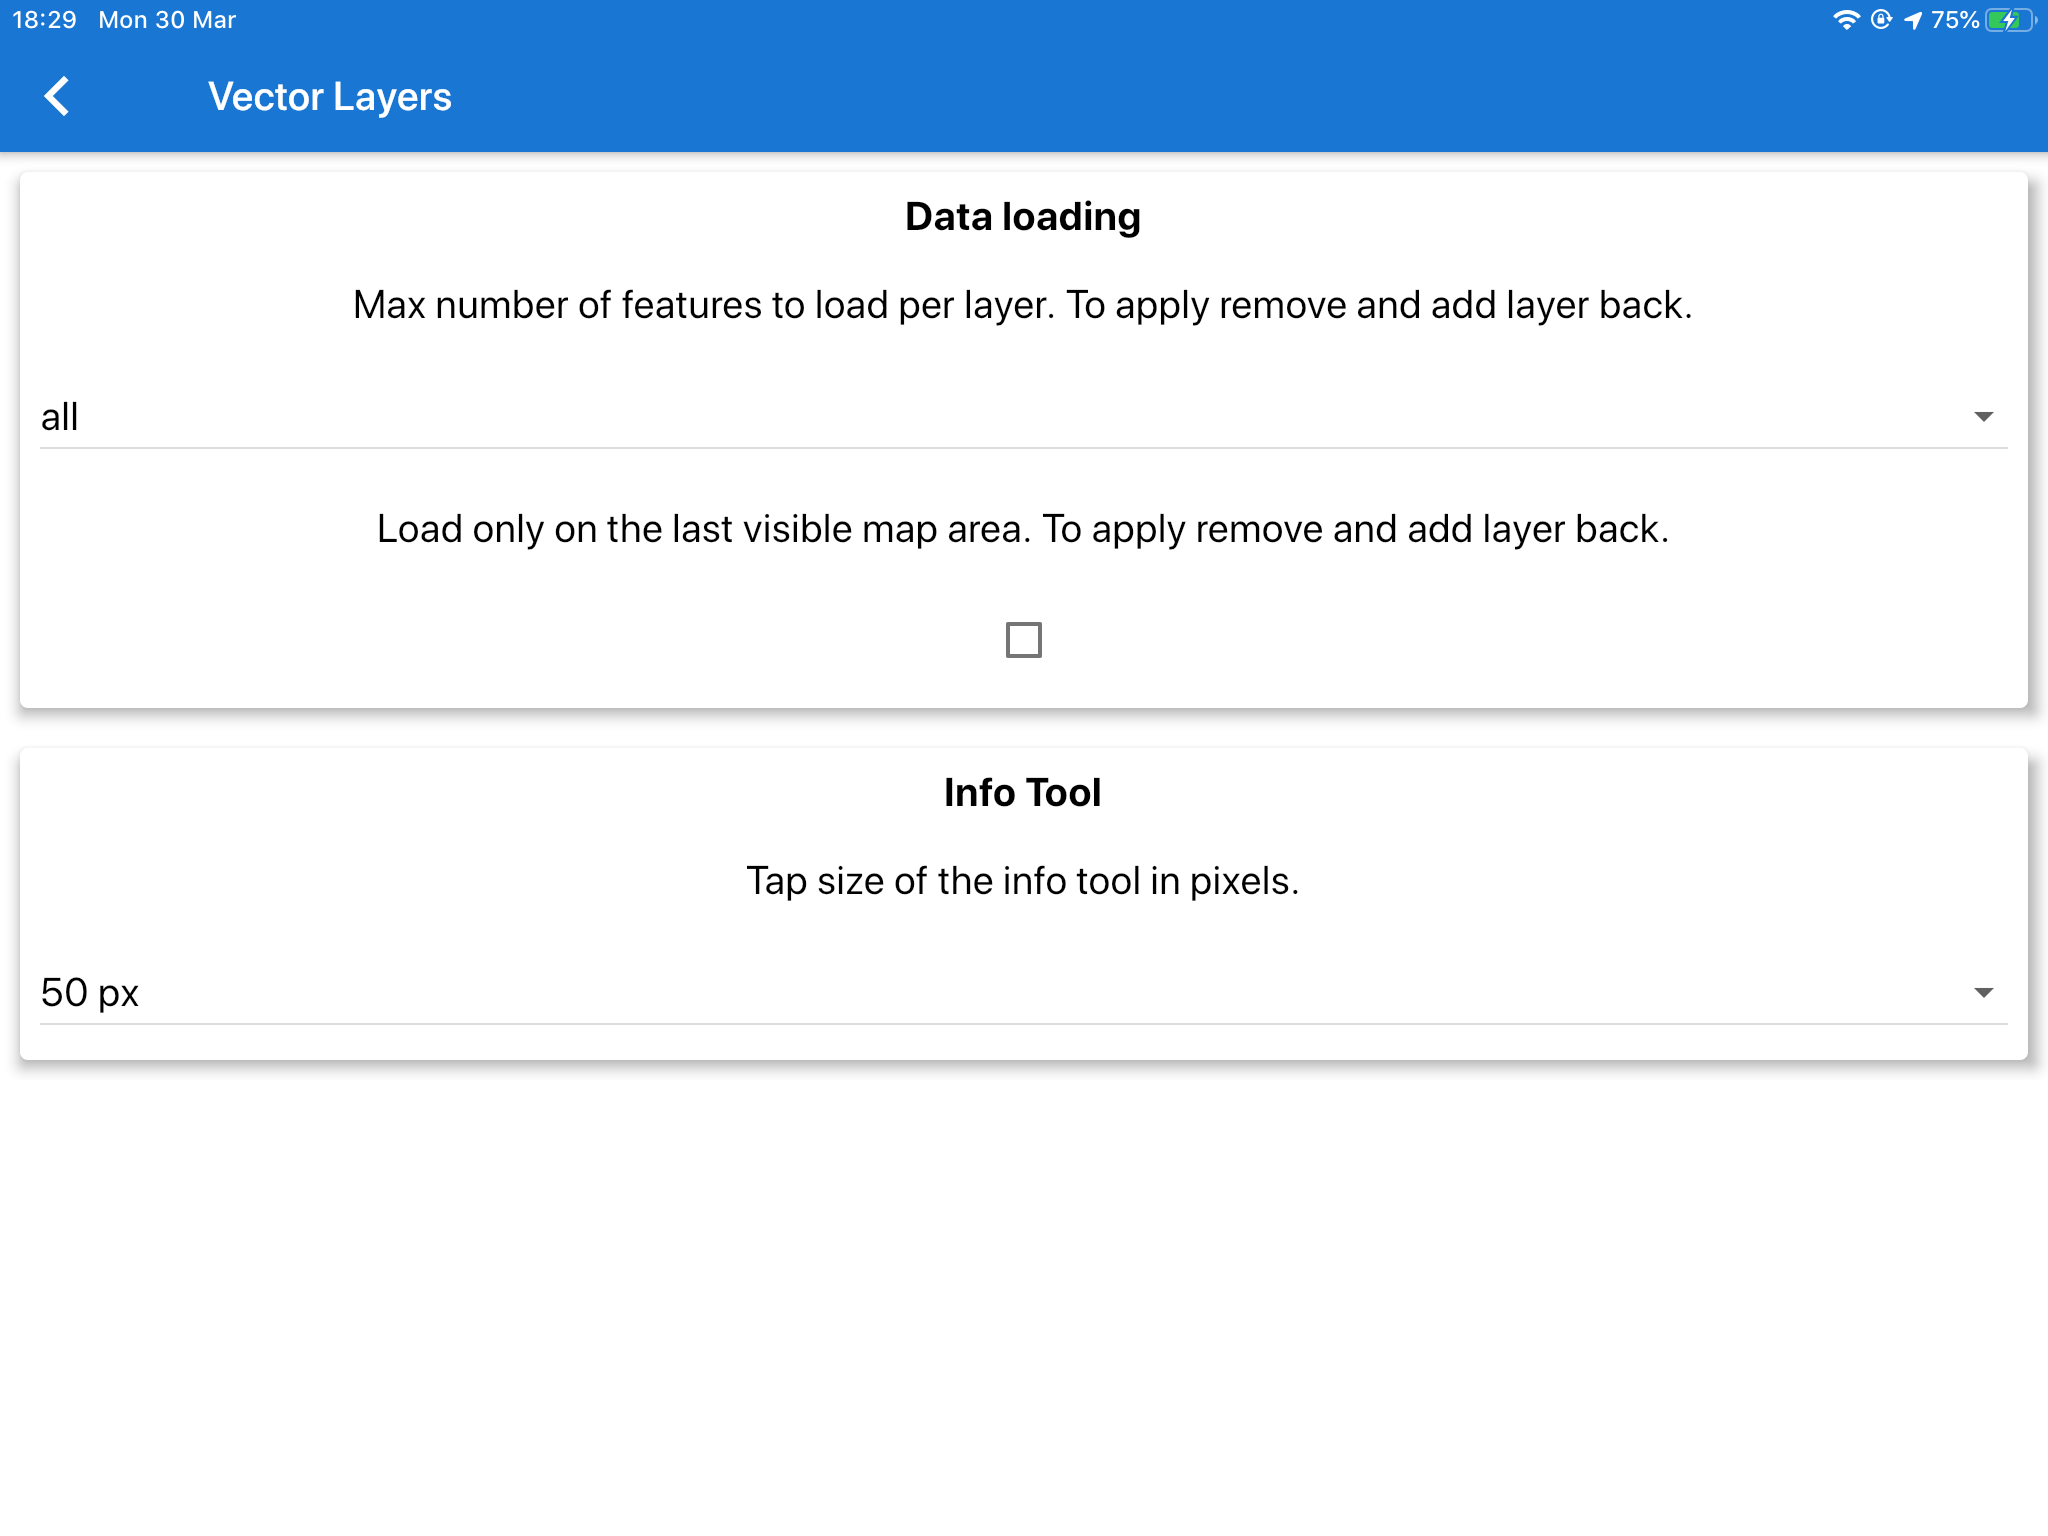 18:29 Mon 30 Mar 75%
Vector Layers
Data loading
Max number of features to load per layer. To apply remove and add layer back.
all
Load only on the last visible map area. To apply remove and add layer back.
Info Tool
Tap size of the info tool in pixels.
50 px